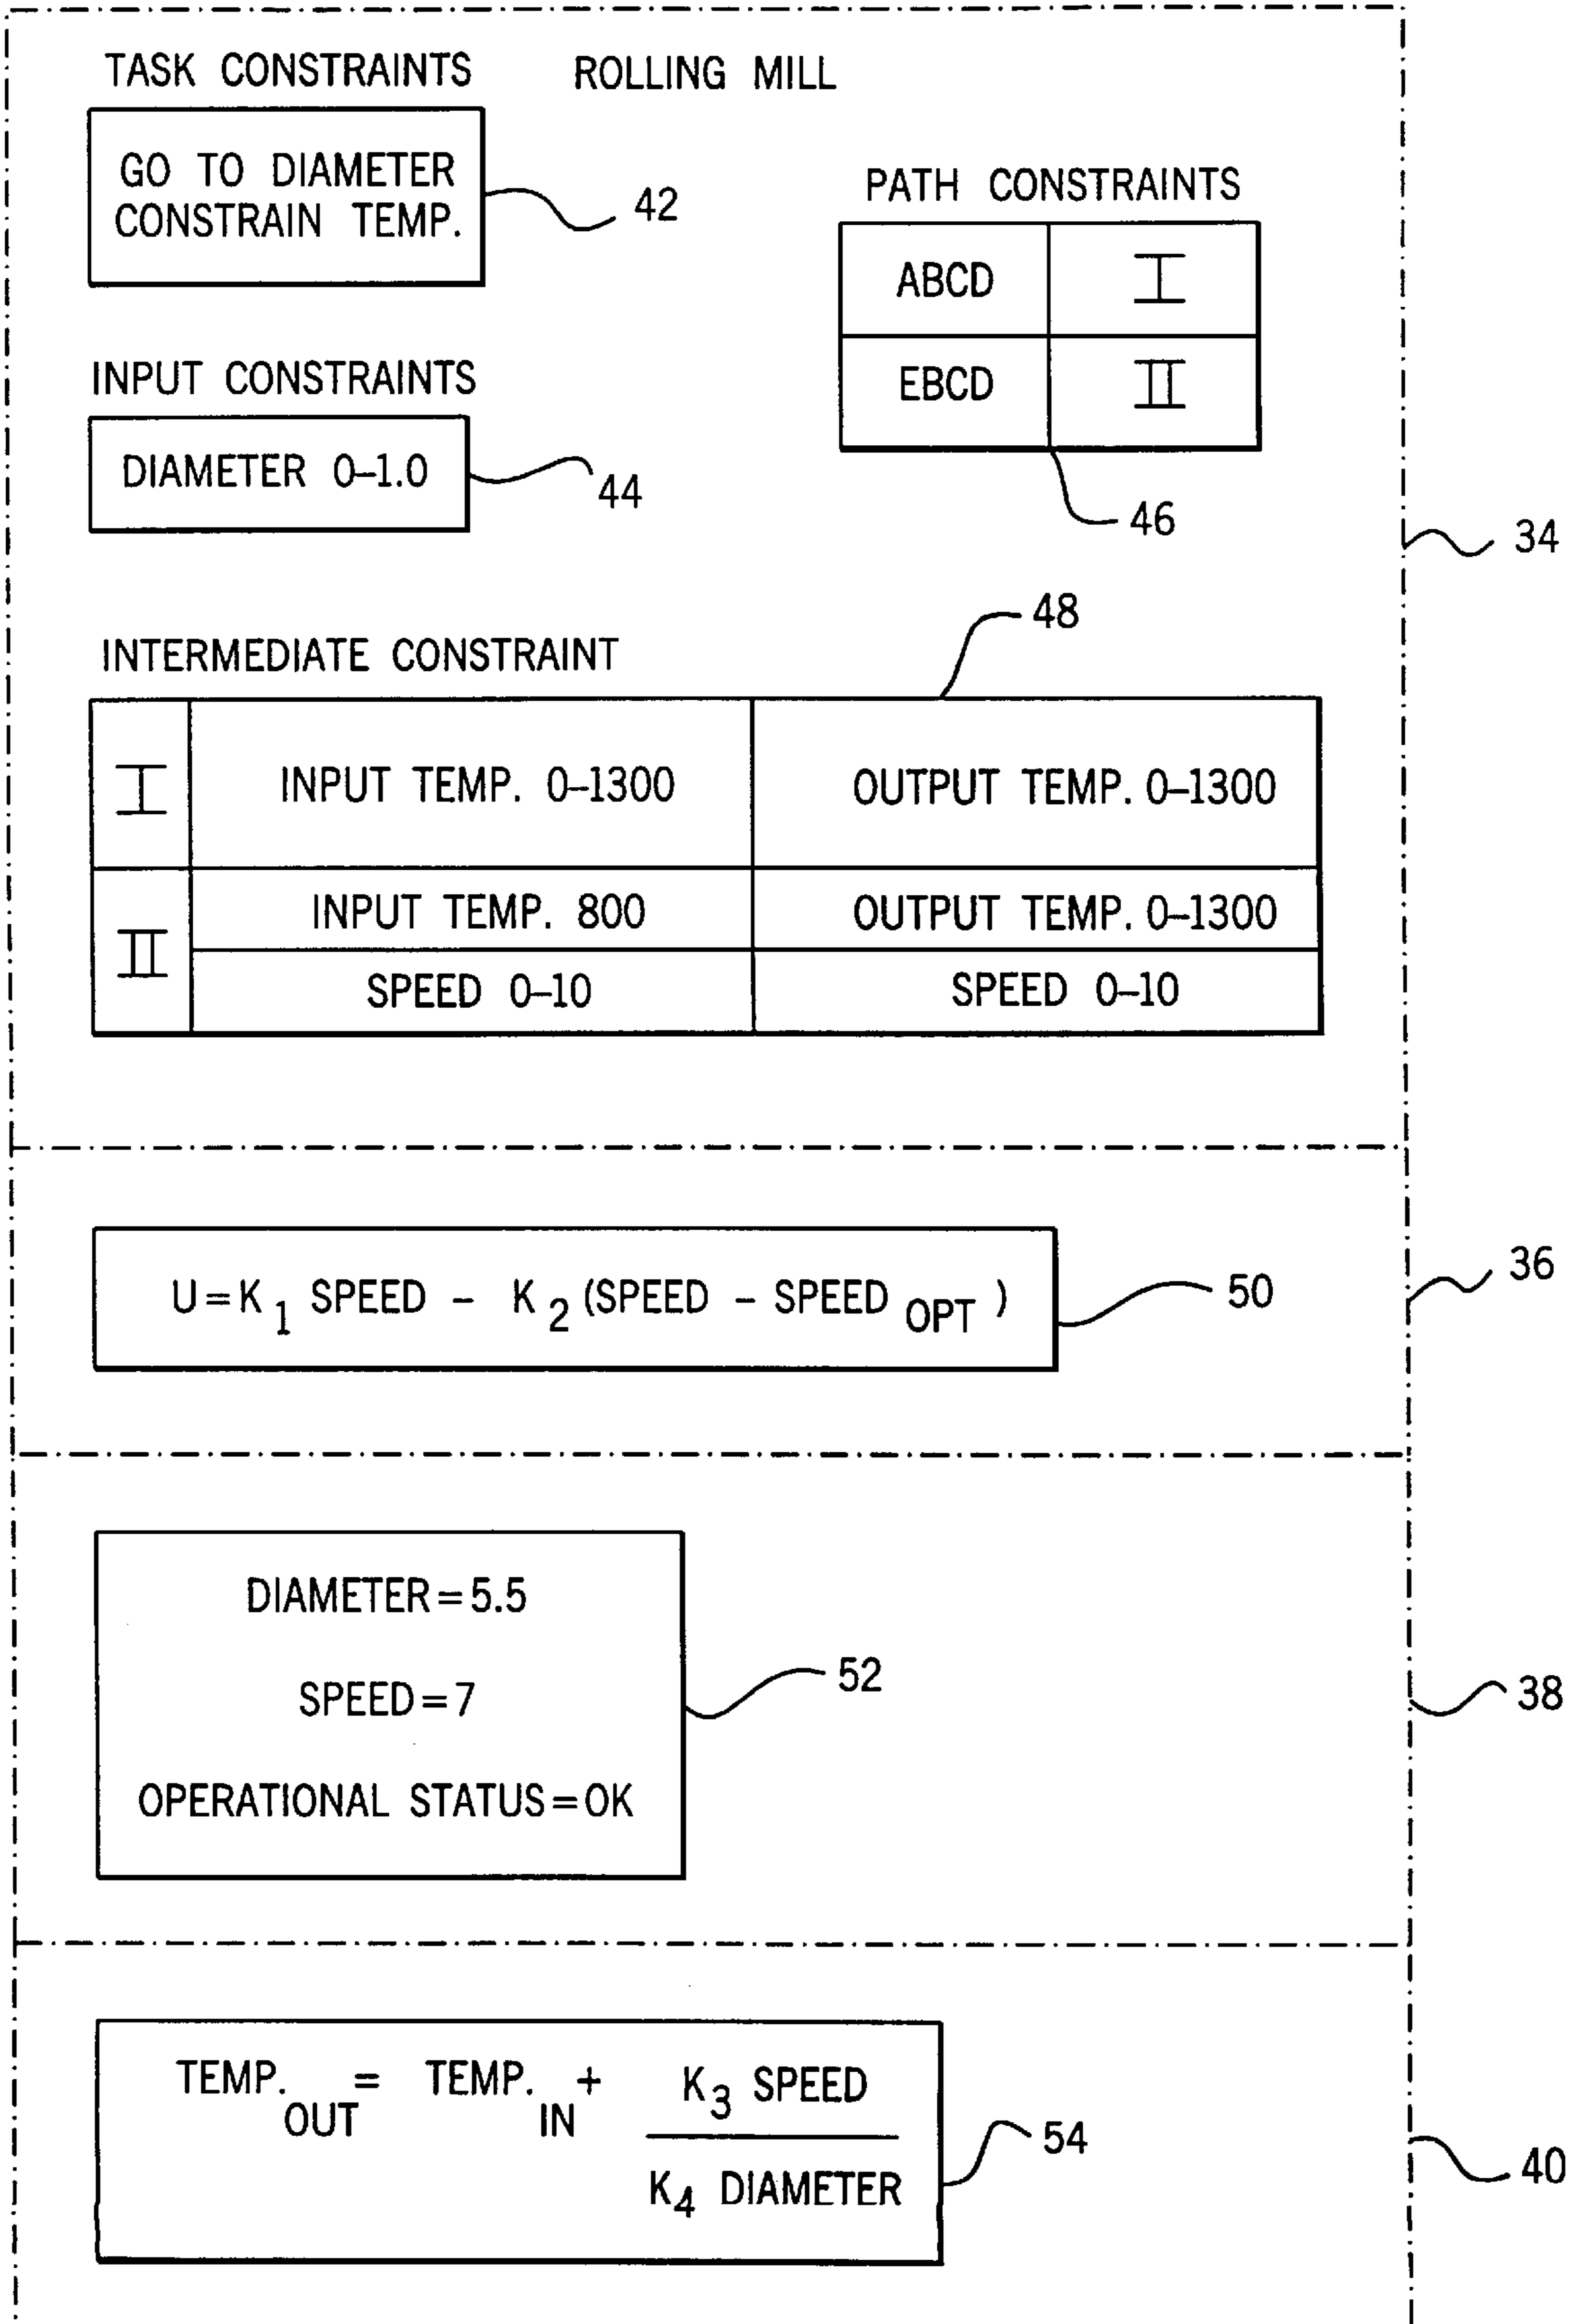 TASK CONSTRAINTS
ROLLING MILL
GO TO DIAMETER
CONSTRAIN TEMP.
42
PATH CONSTRAINTS
ABCD I
EBCD II
46
INPUT CONSTRAINTS
DIAMETER 0–1.0
44
34
48
INTERMEDIATE CONSTRAINT
I INPUT TEMP. 0–1300 OUTPUT TEMP. 0–1300
II INPUT TEMP. 800 OUTPUT TEMP. 0–1300
SPEED 0–10 SPEED 0–10
U=K1 SPEED – K2 (SPEED – SPEED OPT )
50
36
DIAMETER=5.5
SPEED=7
OPERATIONAL STATUS=OK
52
38
TEMP.OUT = TEMP.IN + K3 SPEED
K4 DIAMETER
54
40